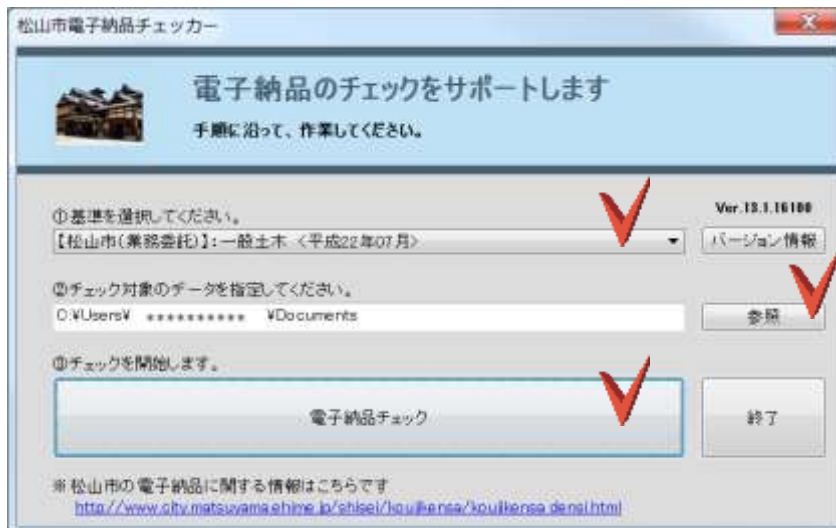 松山市電子納品チェッカー
電子納品のチェックをサポートします
手順に沿って、作業してください。
①基準を選択してください。
Ver.13.1.16100
【松山市(業務委託)】:一般土木 <平成22年07月>
バージョン情報
②チェック対象のデータを指定してください。
C:¥Users¥ ********** ¥Documents
参照
③チェックを開始します。
電子納品チェック
終了
※松山市の電子納品に関する情報はこちらです
http://www.city.matsuyama.ehime.jp/shisei/koujikensa/koujikensa_densi.html